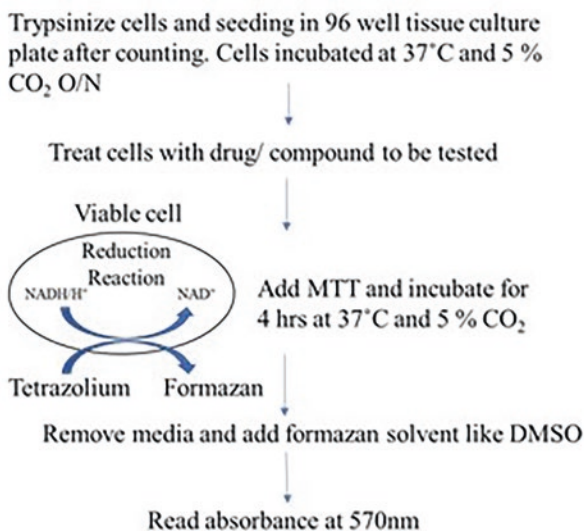 Trypsinize cells and seeding in 96 well tissue culture
plate after counting. Cells incubated at 37˚C and 5 %
CO₂ O/N
Treat cells with drug/ compound to be tested
Viable cell
Reduction
Reaction
NADH/H⁺ NAD⁺
Add MTT and incubate for
4 hrs at 37˚C and 5 % CO₂
Tetrazolium Formazan
Remove media and add formazan solvent like DMSO
Read absorbance at 570nm